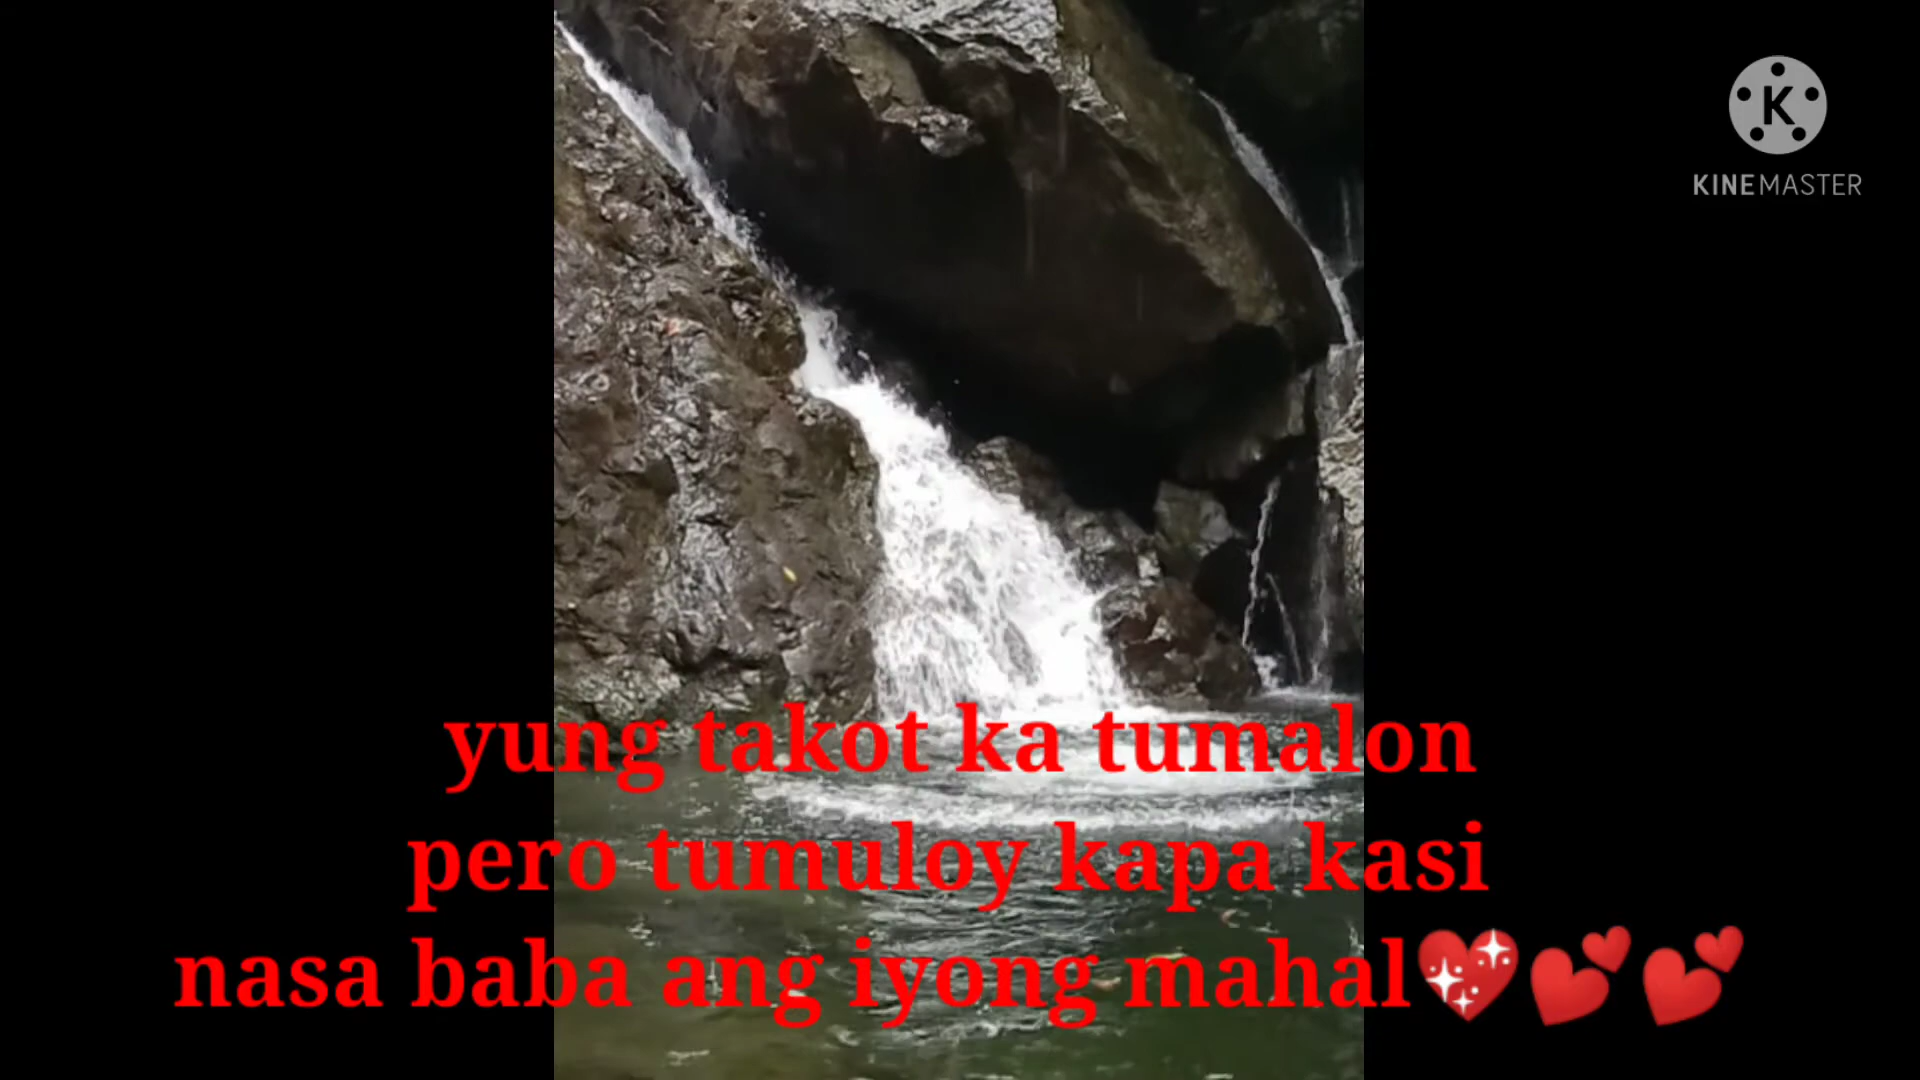 K
KINEMASTER
yung takot ka tumalon
pero tumuloy kapa kasi
nasa baba ang iyong mahal💖💕💕